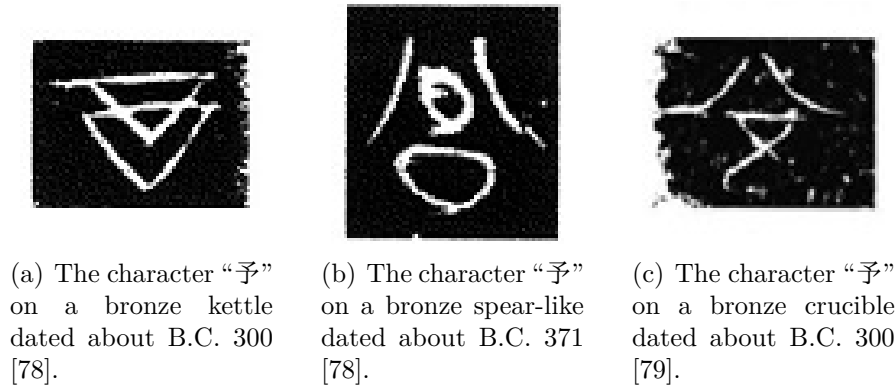 (a) The character “予”
on a bronze kettle
dated about B.C. 300
[78].
(b) The character “予”
on a bronze spear-like
dated about B.C. 371
[78].
(c) The character “予”
on a bronze crucible
dated about B.C. 300
[79].